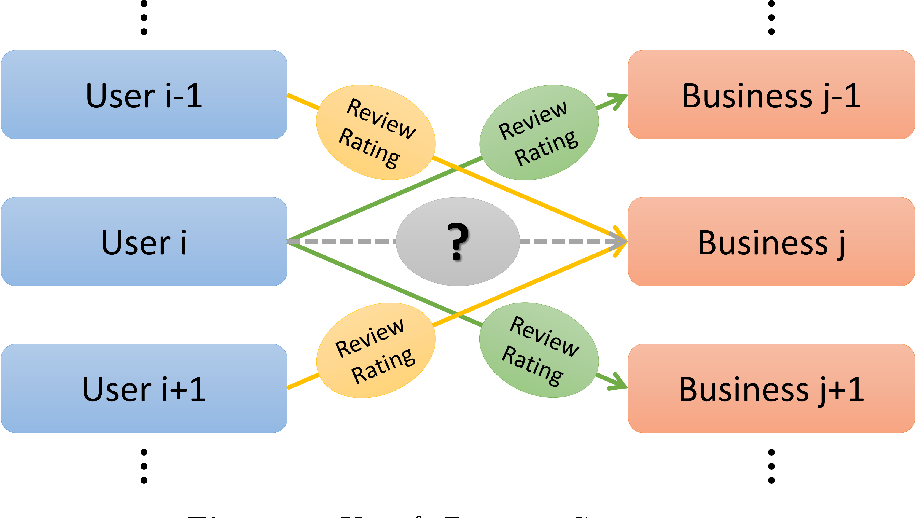 User i-1
Review
Rating
Review
Rating
Business j-1
User i
?
Business j
Review
Rating
Review
Rating
User i+1
Business j+1